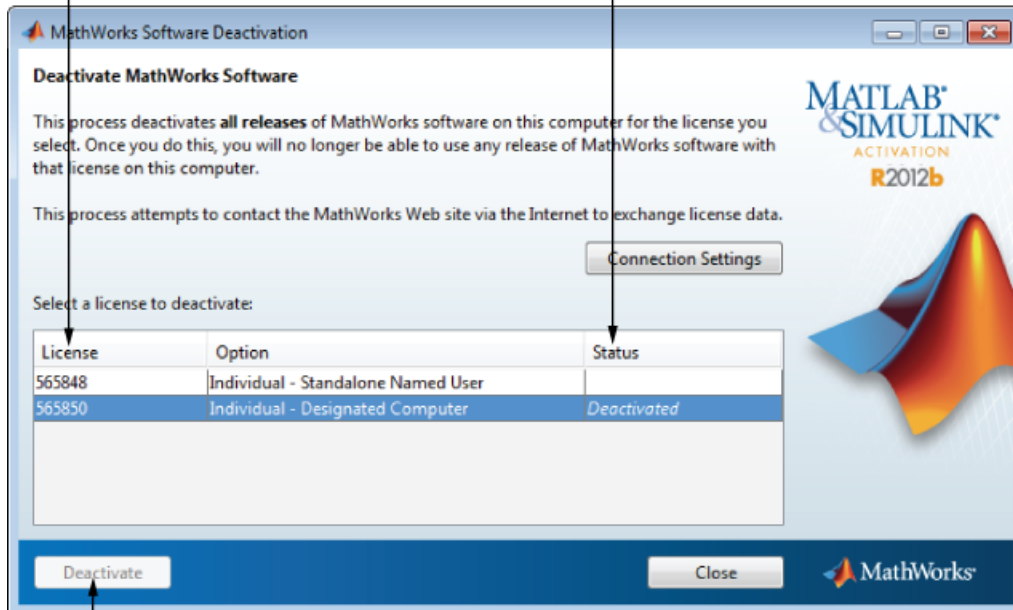 MathWorks Software Deactivation
Deactivate MathWorks Software
This process deactivates all releases of MathWorks software on this computer for the license you
select. Once you do this, you will no longer be able to use any release of MathWorks software with
that license on this computer.
This process attempts to contact the MathWorks Web site via the Internet to exchange license data.
MATLAB®
&SIMULINK®
ACTIVATION
R2012b
Connection Settings
Select a license to deactivate:
License Option Status
565848 Individual - Standalone Named User
565850 Individual - Designated Computer Deactivated
Deactivate Close MathWorks®